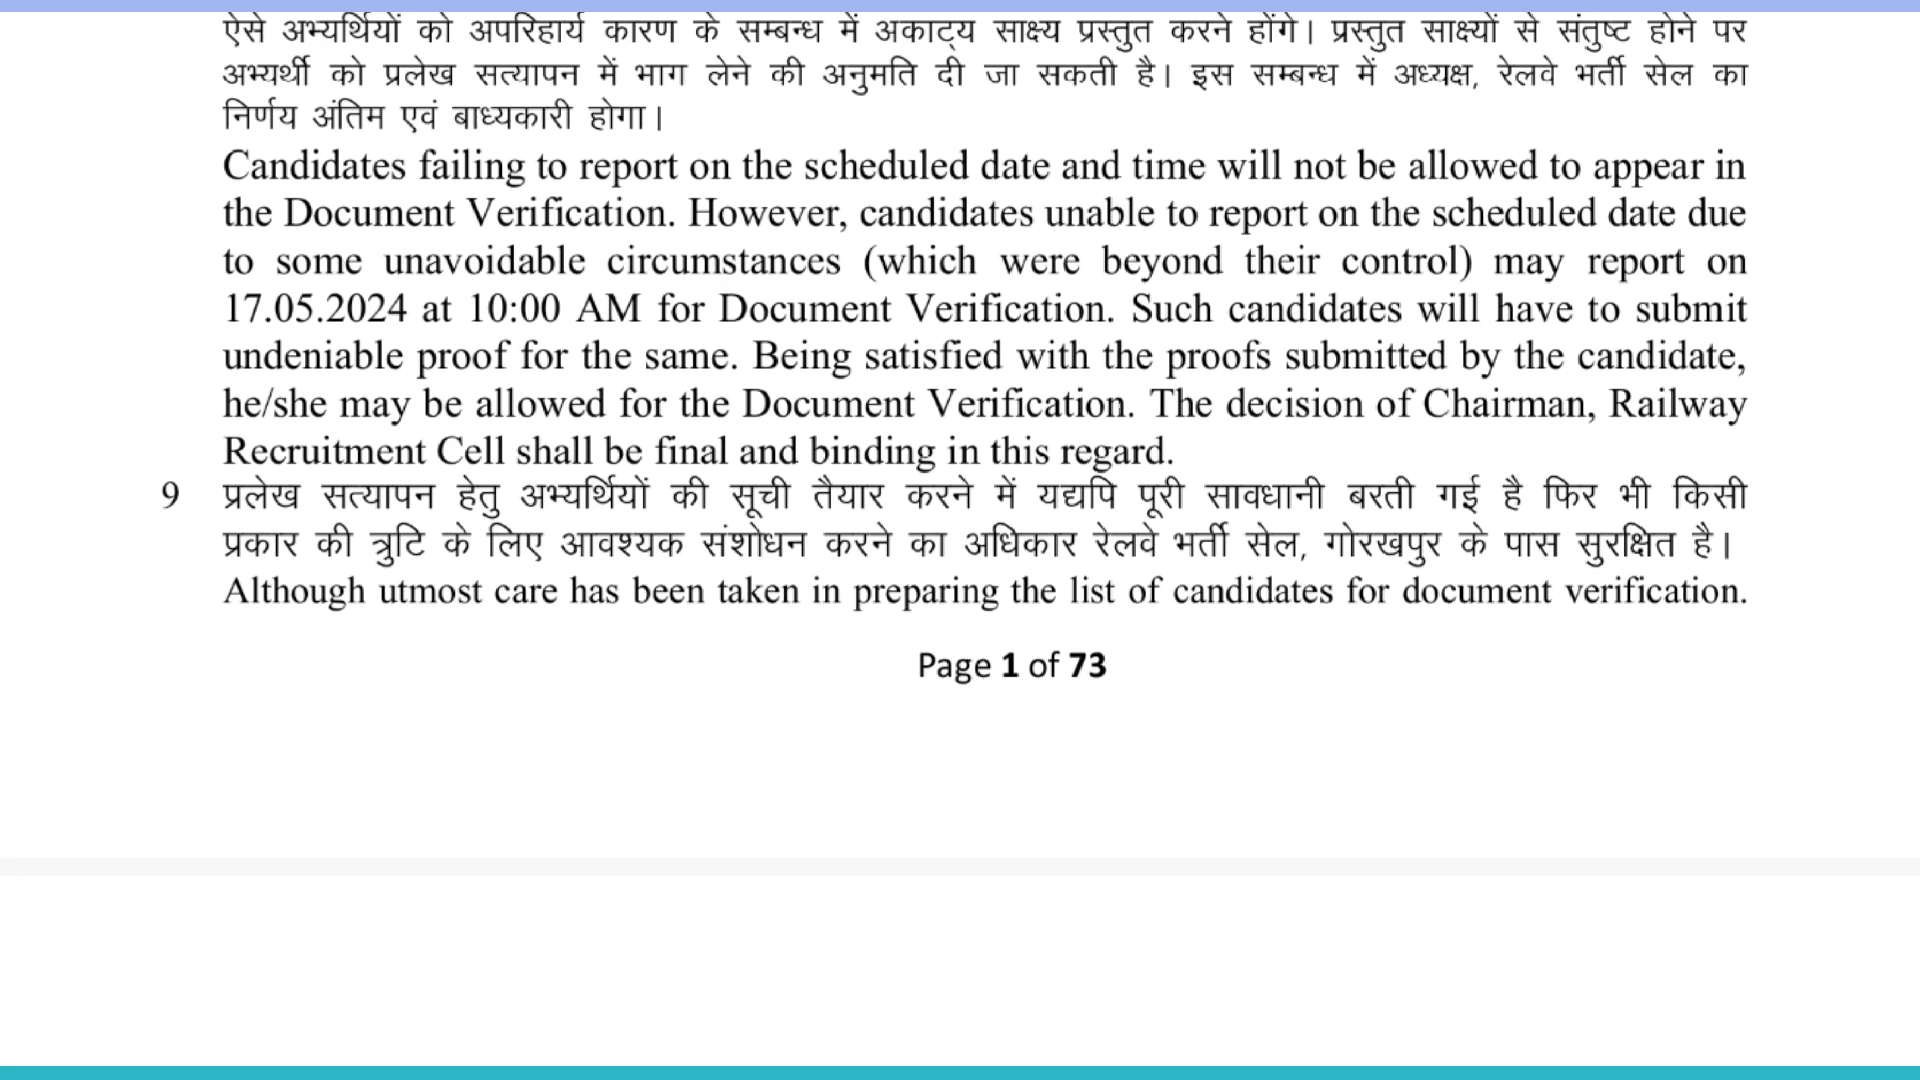 ऐसे अभ्यर्थियों को अपरिहार्य कारण के सम्बन्ध में अकाट्य साक्ष्य प्रस्तुत करने होंगे। प्रस्तुत साक्ष्यों से संतुष्ट होने पर
अभ्यर्थी को प्रलेख सत्यापन में भाग लेने की अनुमति दी जा सकती है। इस सम्बन्ध में अध्यक्ष, रेलवे भर्ती सेल का
निर्णय अंतिम एवं बाध्यकारी होगा।
Candidates failing to report on the scheduled date and time will not be allowed to appear in
the Document Verification. However, candidates unable to report on the scheduled date due
to some unavoidable circumstances (which were beyond their control) may report on
17.05.2024 at 10:00 AM for Document Verification. Such candidates will have to submit
undeniable proof for the same. Being satisfied with the proofs submitted by the candidate,
he/she may be allowed for the Document Verification. The decision of Chairman, Railway
Recruitment Cell shall be final and binding in this regard.
9 प्रलेख सत्यापन हेतु अभ्यर्थियों की सूची तैयार करने में यद्यपि पूरी सावधानी बरती गई है फिर भी किसी
प्रकार की त्रुटि के लिए आवश्यक संशोधन करने का अधिकार रेलवे भर्ती सेल, गोरखपुर के पास सुरक्षित है।
Although utmost care has been taken in preparing the list of candidates for document verification.
Page 1 of 73